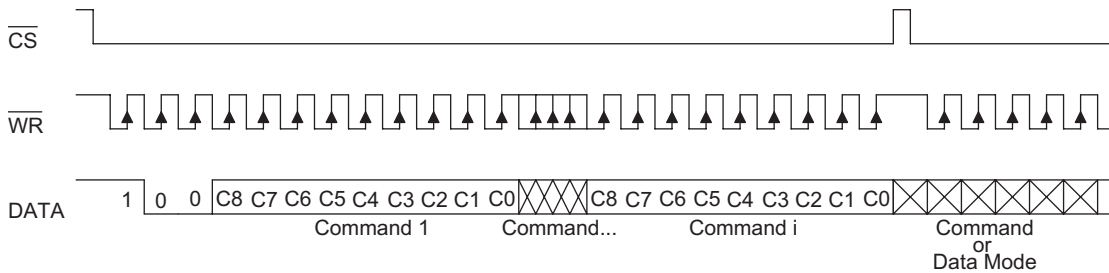 CS
WR
DATA 1 0 0 C8 C7 C6 C5 C4 C3 C2 C1 C0 C8 C7 C6 C5 C4 C3 C2 C1 C0
Command 1 Command... Command i Command
or
Data Mode